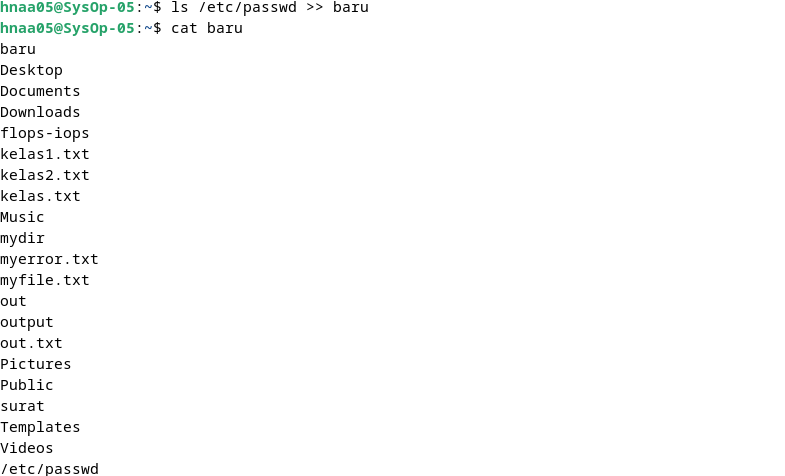 hnaa05@SysOp-05:~$ ls /etc/passwd >> baru
hnaa05@SysOp-05:~$ cat baru
baru
Desktop
Documents
Downloads
flops-iops
kelas1.txt
kelas2.txt
kelas.txt
Music
mydir
myerror.txt
myfile.txt
out
output
out.txt
Pictures
Public
surat
Templates
Videos
/etc/passwd